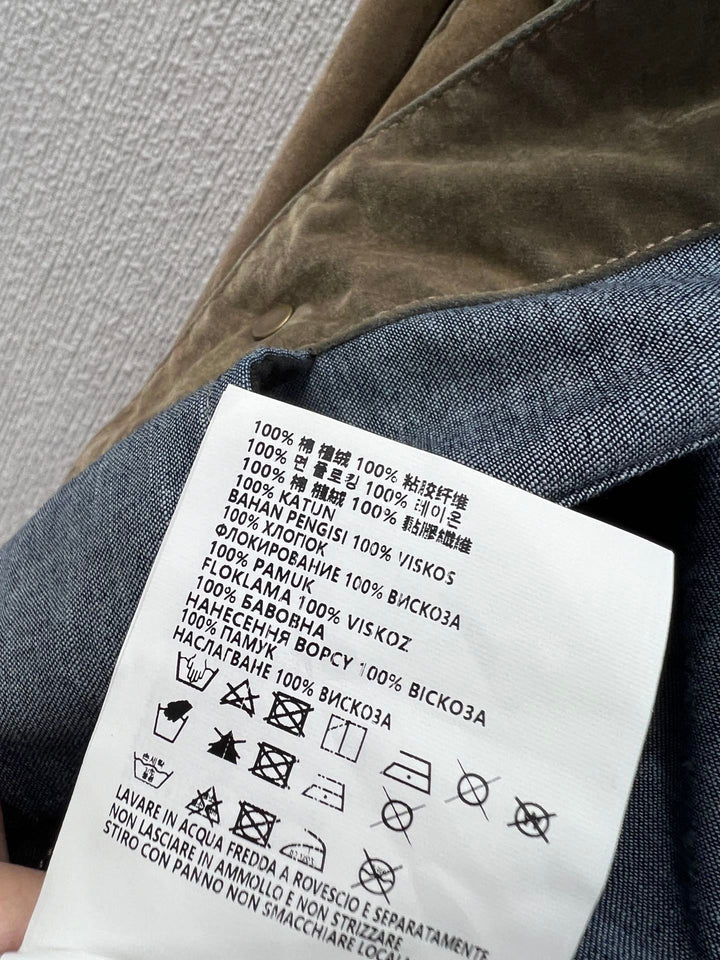 100% 棉 植绒 100% 粘胶纤维
100% 면 플로킹 100% 레이온
100% 棉 植絨 100% 黏膠纖維
100% KATUN
BAHAN PENGISI 100% VISKOS
100% ХЛОПОК
ФЛОКИРОВАНИЕ 100% ВИСКОЗА
100% PAMUK
FLOKLAMA 100% VISKOZ
100% БАВОВНА
НАНЕСЕННЯ ВОРСУ 100% ВІСКОЗА
100% ПАМУК
НАСЛАГВАНЕ 100% ВИСКОЗА
손세탁
LAVARE IN ACQUA FREDDA A ROVESCIO E SEPARATAMENTE
NON LASCIARE IN AMMOLLO E NON STRIZZARE
STIRO CON PANNO NON SMACCHIARE